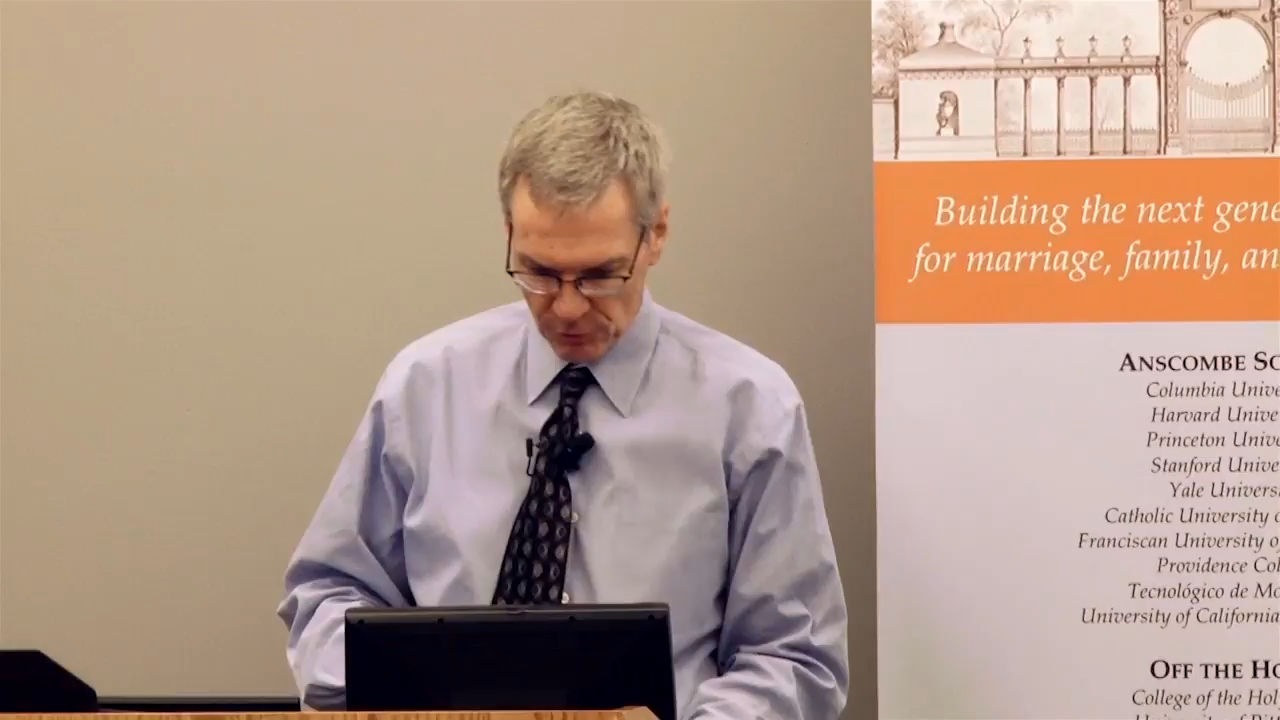 Building the next gene
for marriage, family, an
ANSCOMBE SO
Columbia Unive
Harvard Unive
Princeton Unive
Stanford Unive
Yale Universi
Catholic University o
Franciscan University of
Providence Col
Tecnológico de Mo
University of California
OFF THE HO
College of the Hol